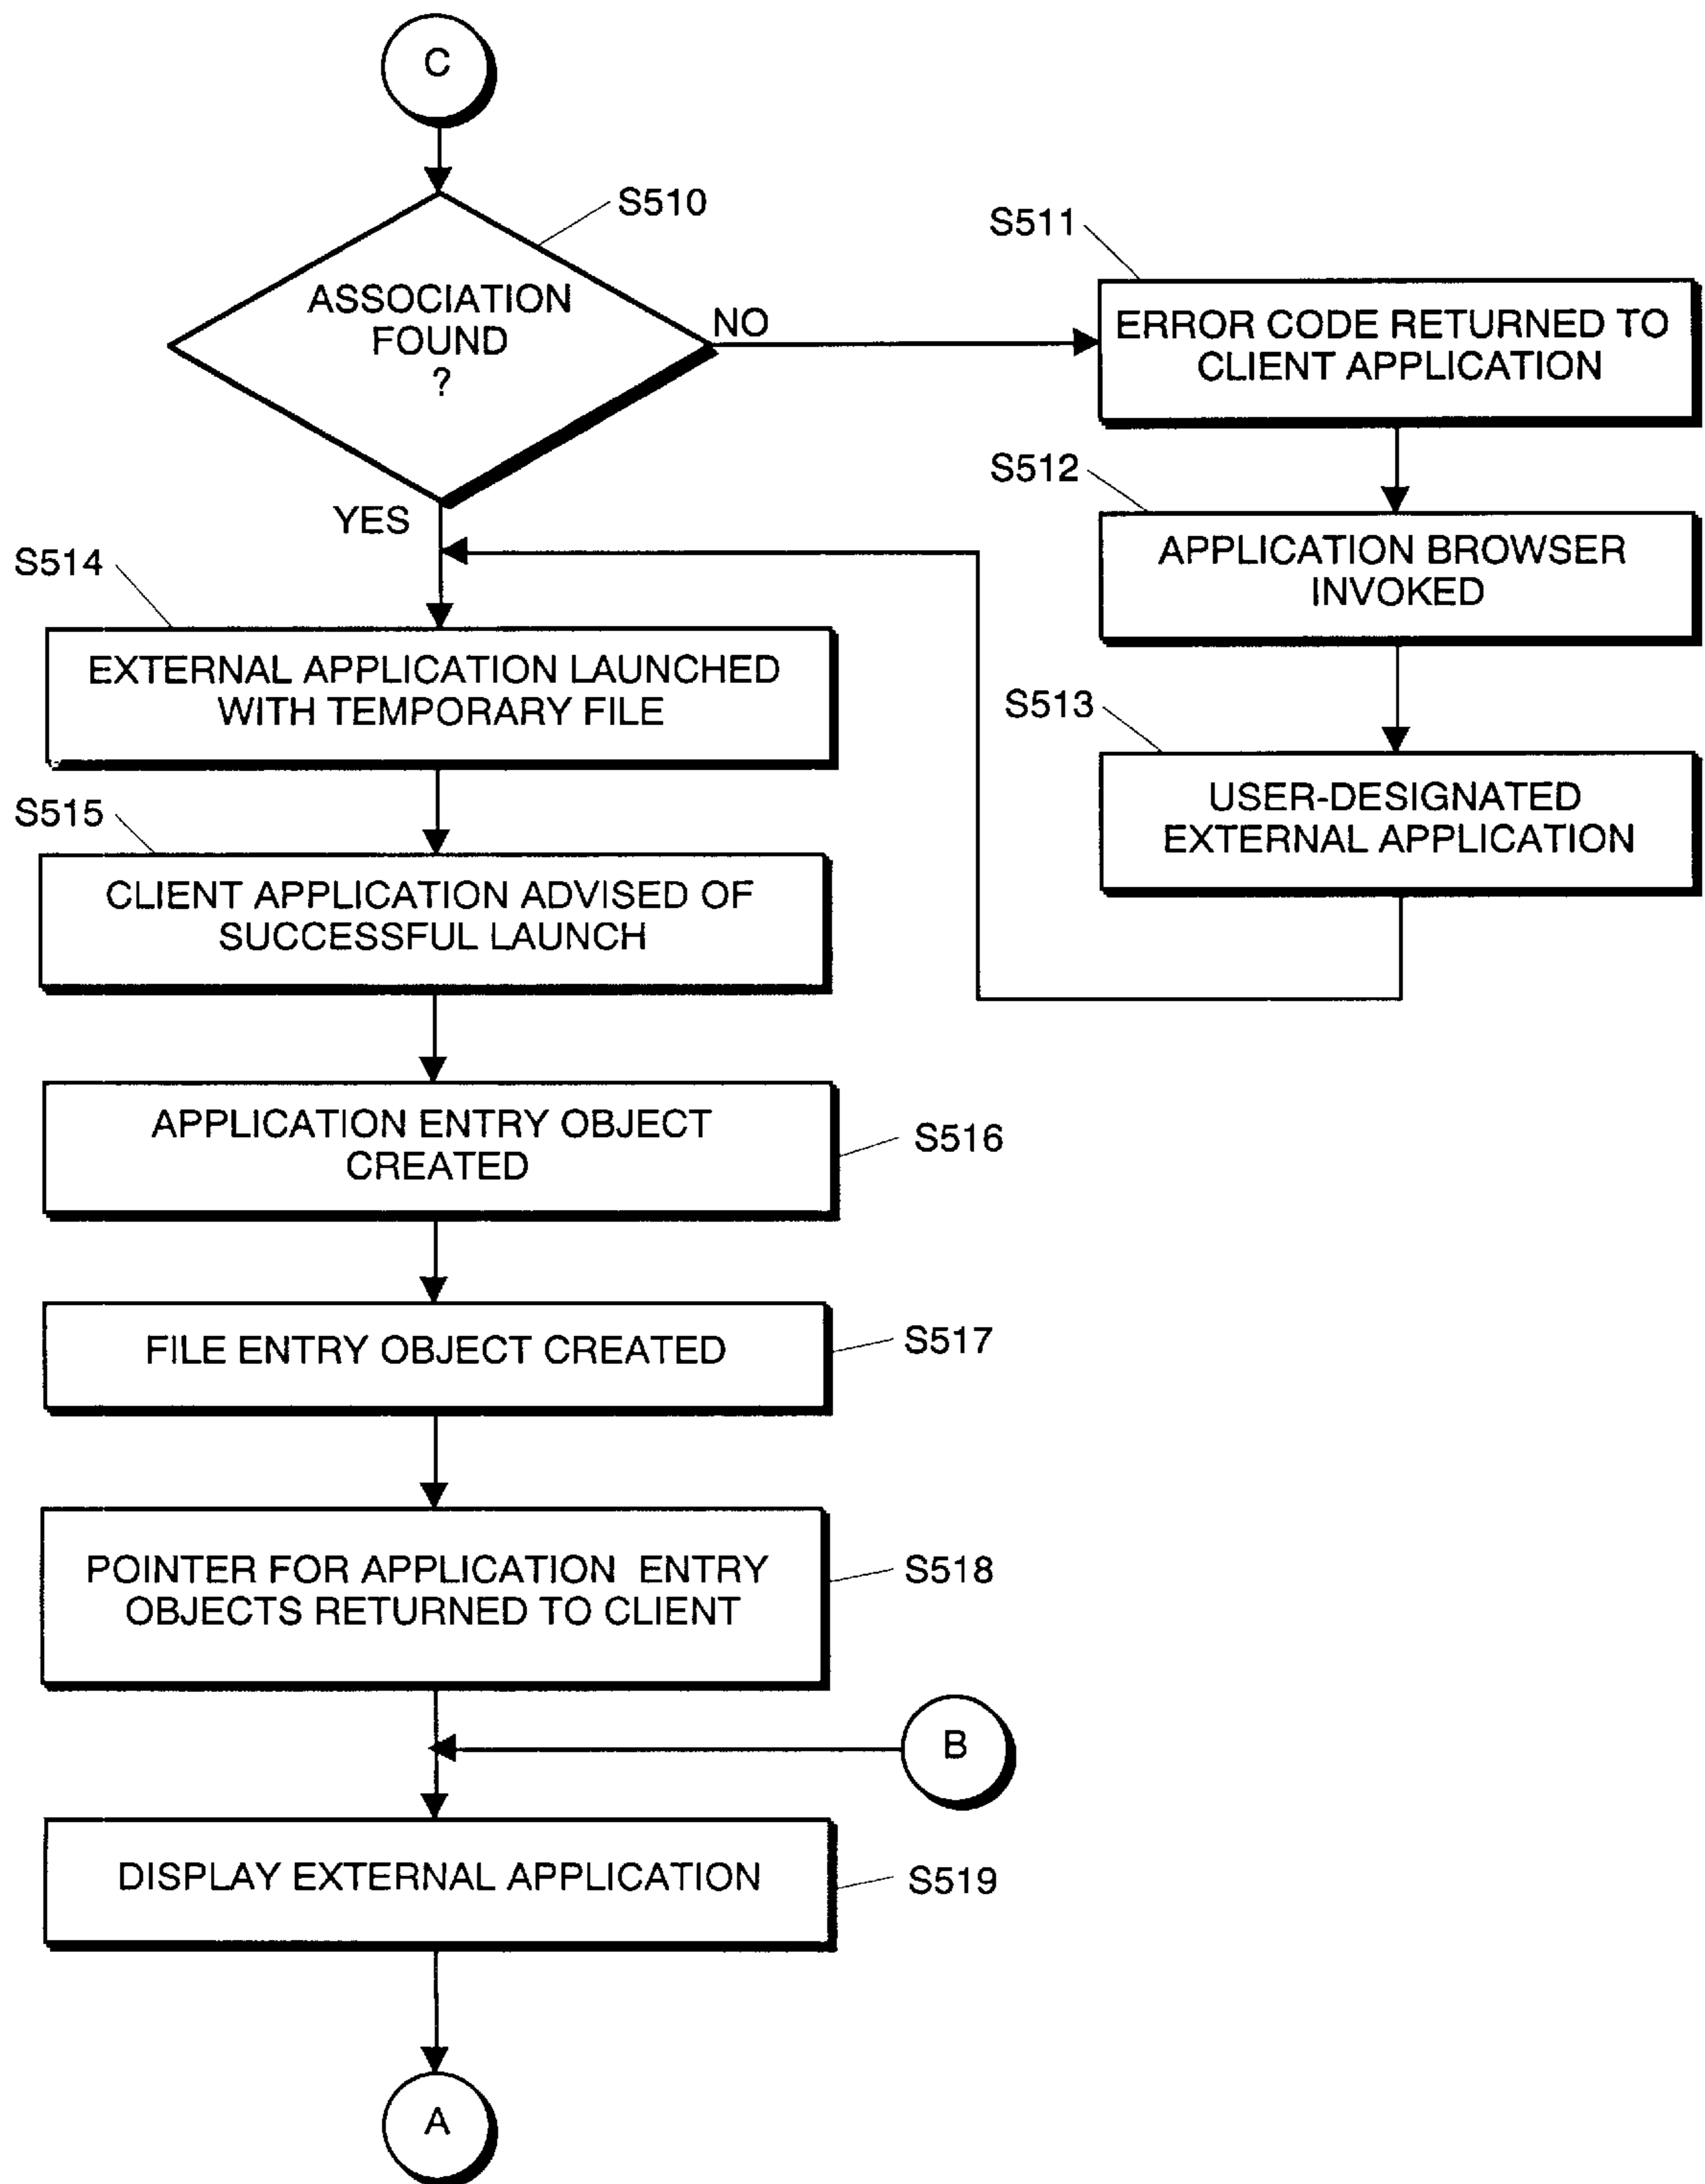 C
S510
ASSOCIATION
FOUND
?
NO
YES
S511
ERROR CODE RETURNED TO
CLIENT APPLICATION
S512
APPLICATION BROWSER
INVOKED
S513
USER-DESIGNATED
EXTERNAL APPLICATION
S514
EXTERNAL APPLICATION LAUNCHED
WITH TEMPORARY FILE
S515
CLIENT APPLICATION ADVISED OF
SUCCESSFUL LAUNCH
APPLICATION ENTRY OBJECT
CREATED
S516
FILE ENTRY OBJECT CREATED
S517
POINTER FOR APPLICATION ENTRY
OBJECTS RETURNED TO CLIENT
S518
B
DISPLAY EXTERNAL APPLICATION
S519
A